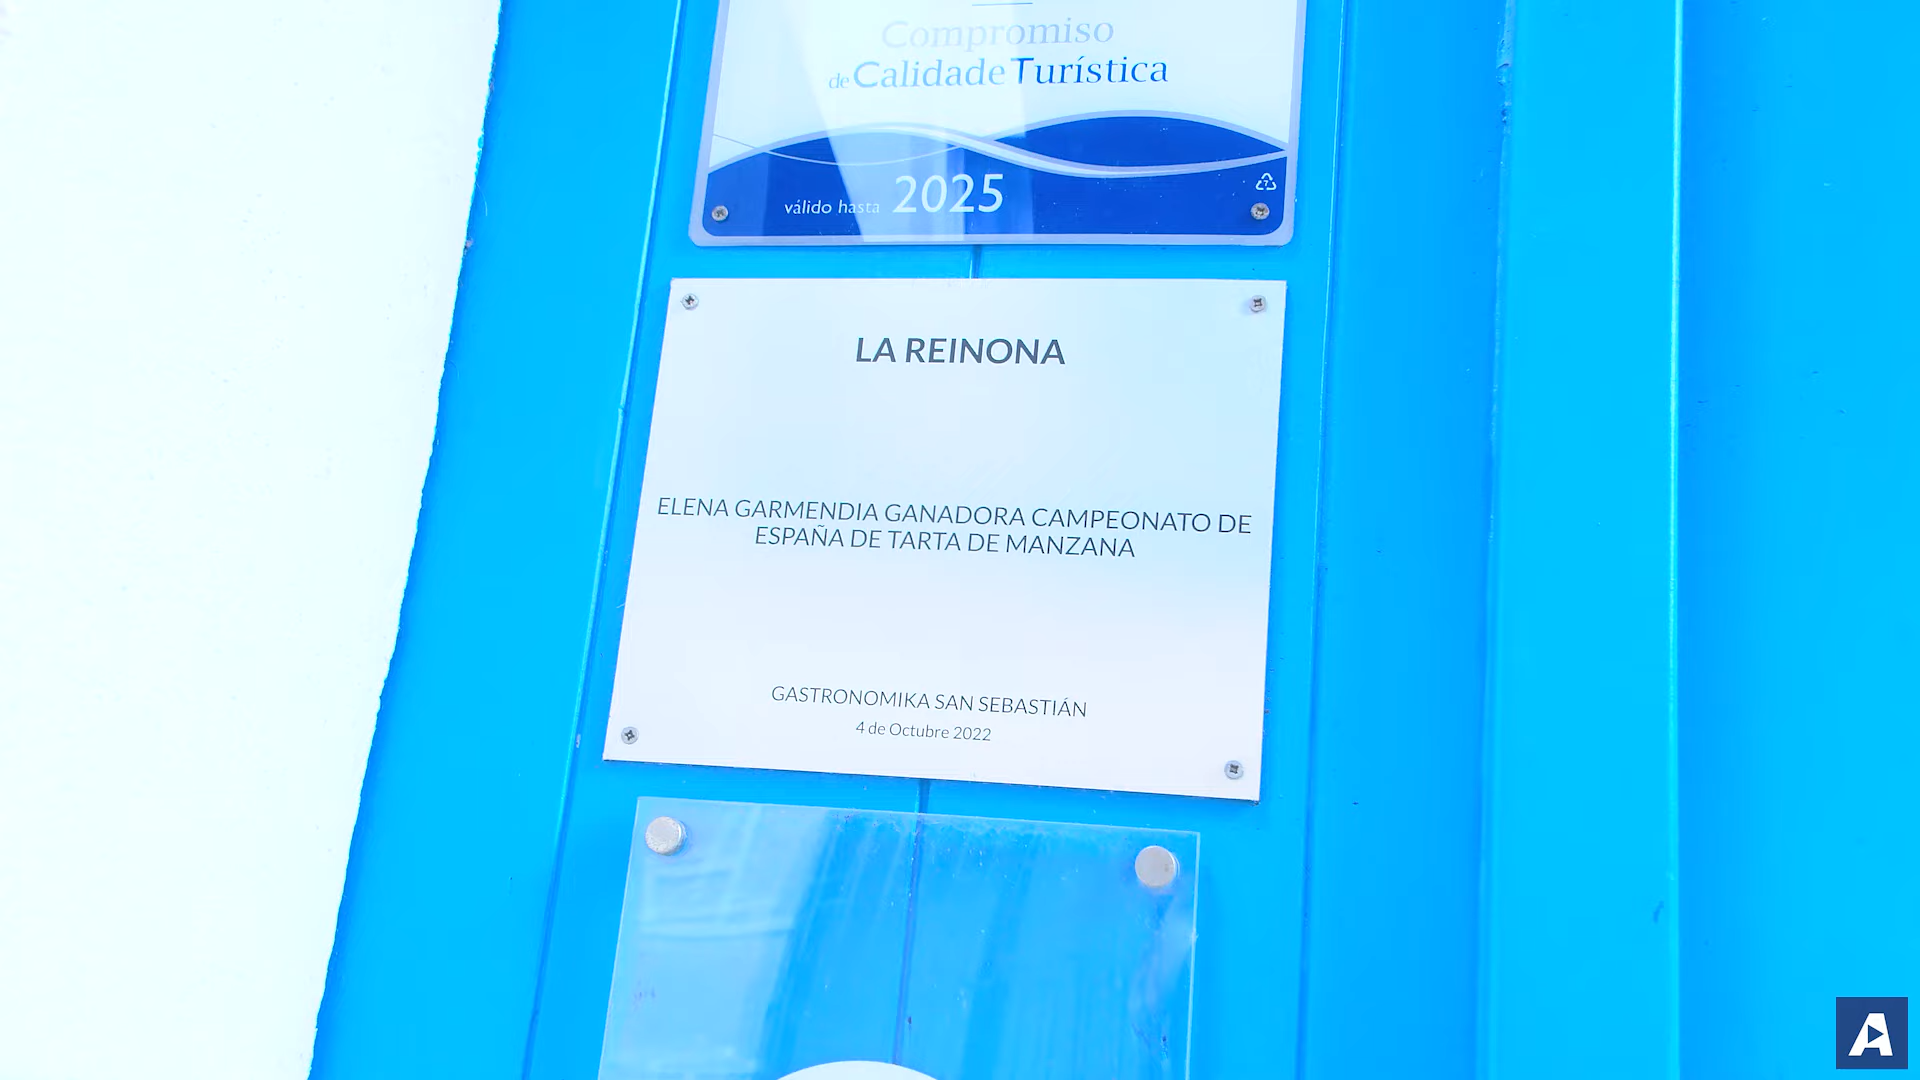 Compromiso
de Calidade Turística
válido hasta 2025
7
LA REINONA
ELENA GARMENDIA GANADORA CAMPEONATO DE
ESPAÑA DE TARTA DE MANZANA
GASTRONOMIKA SAN SEBASTIÁN
4 de Octubre 2022
A